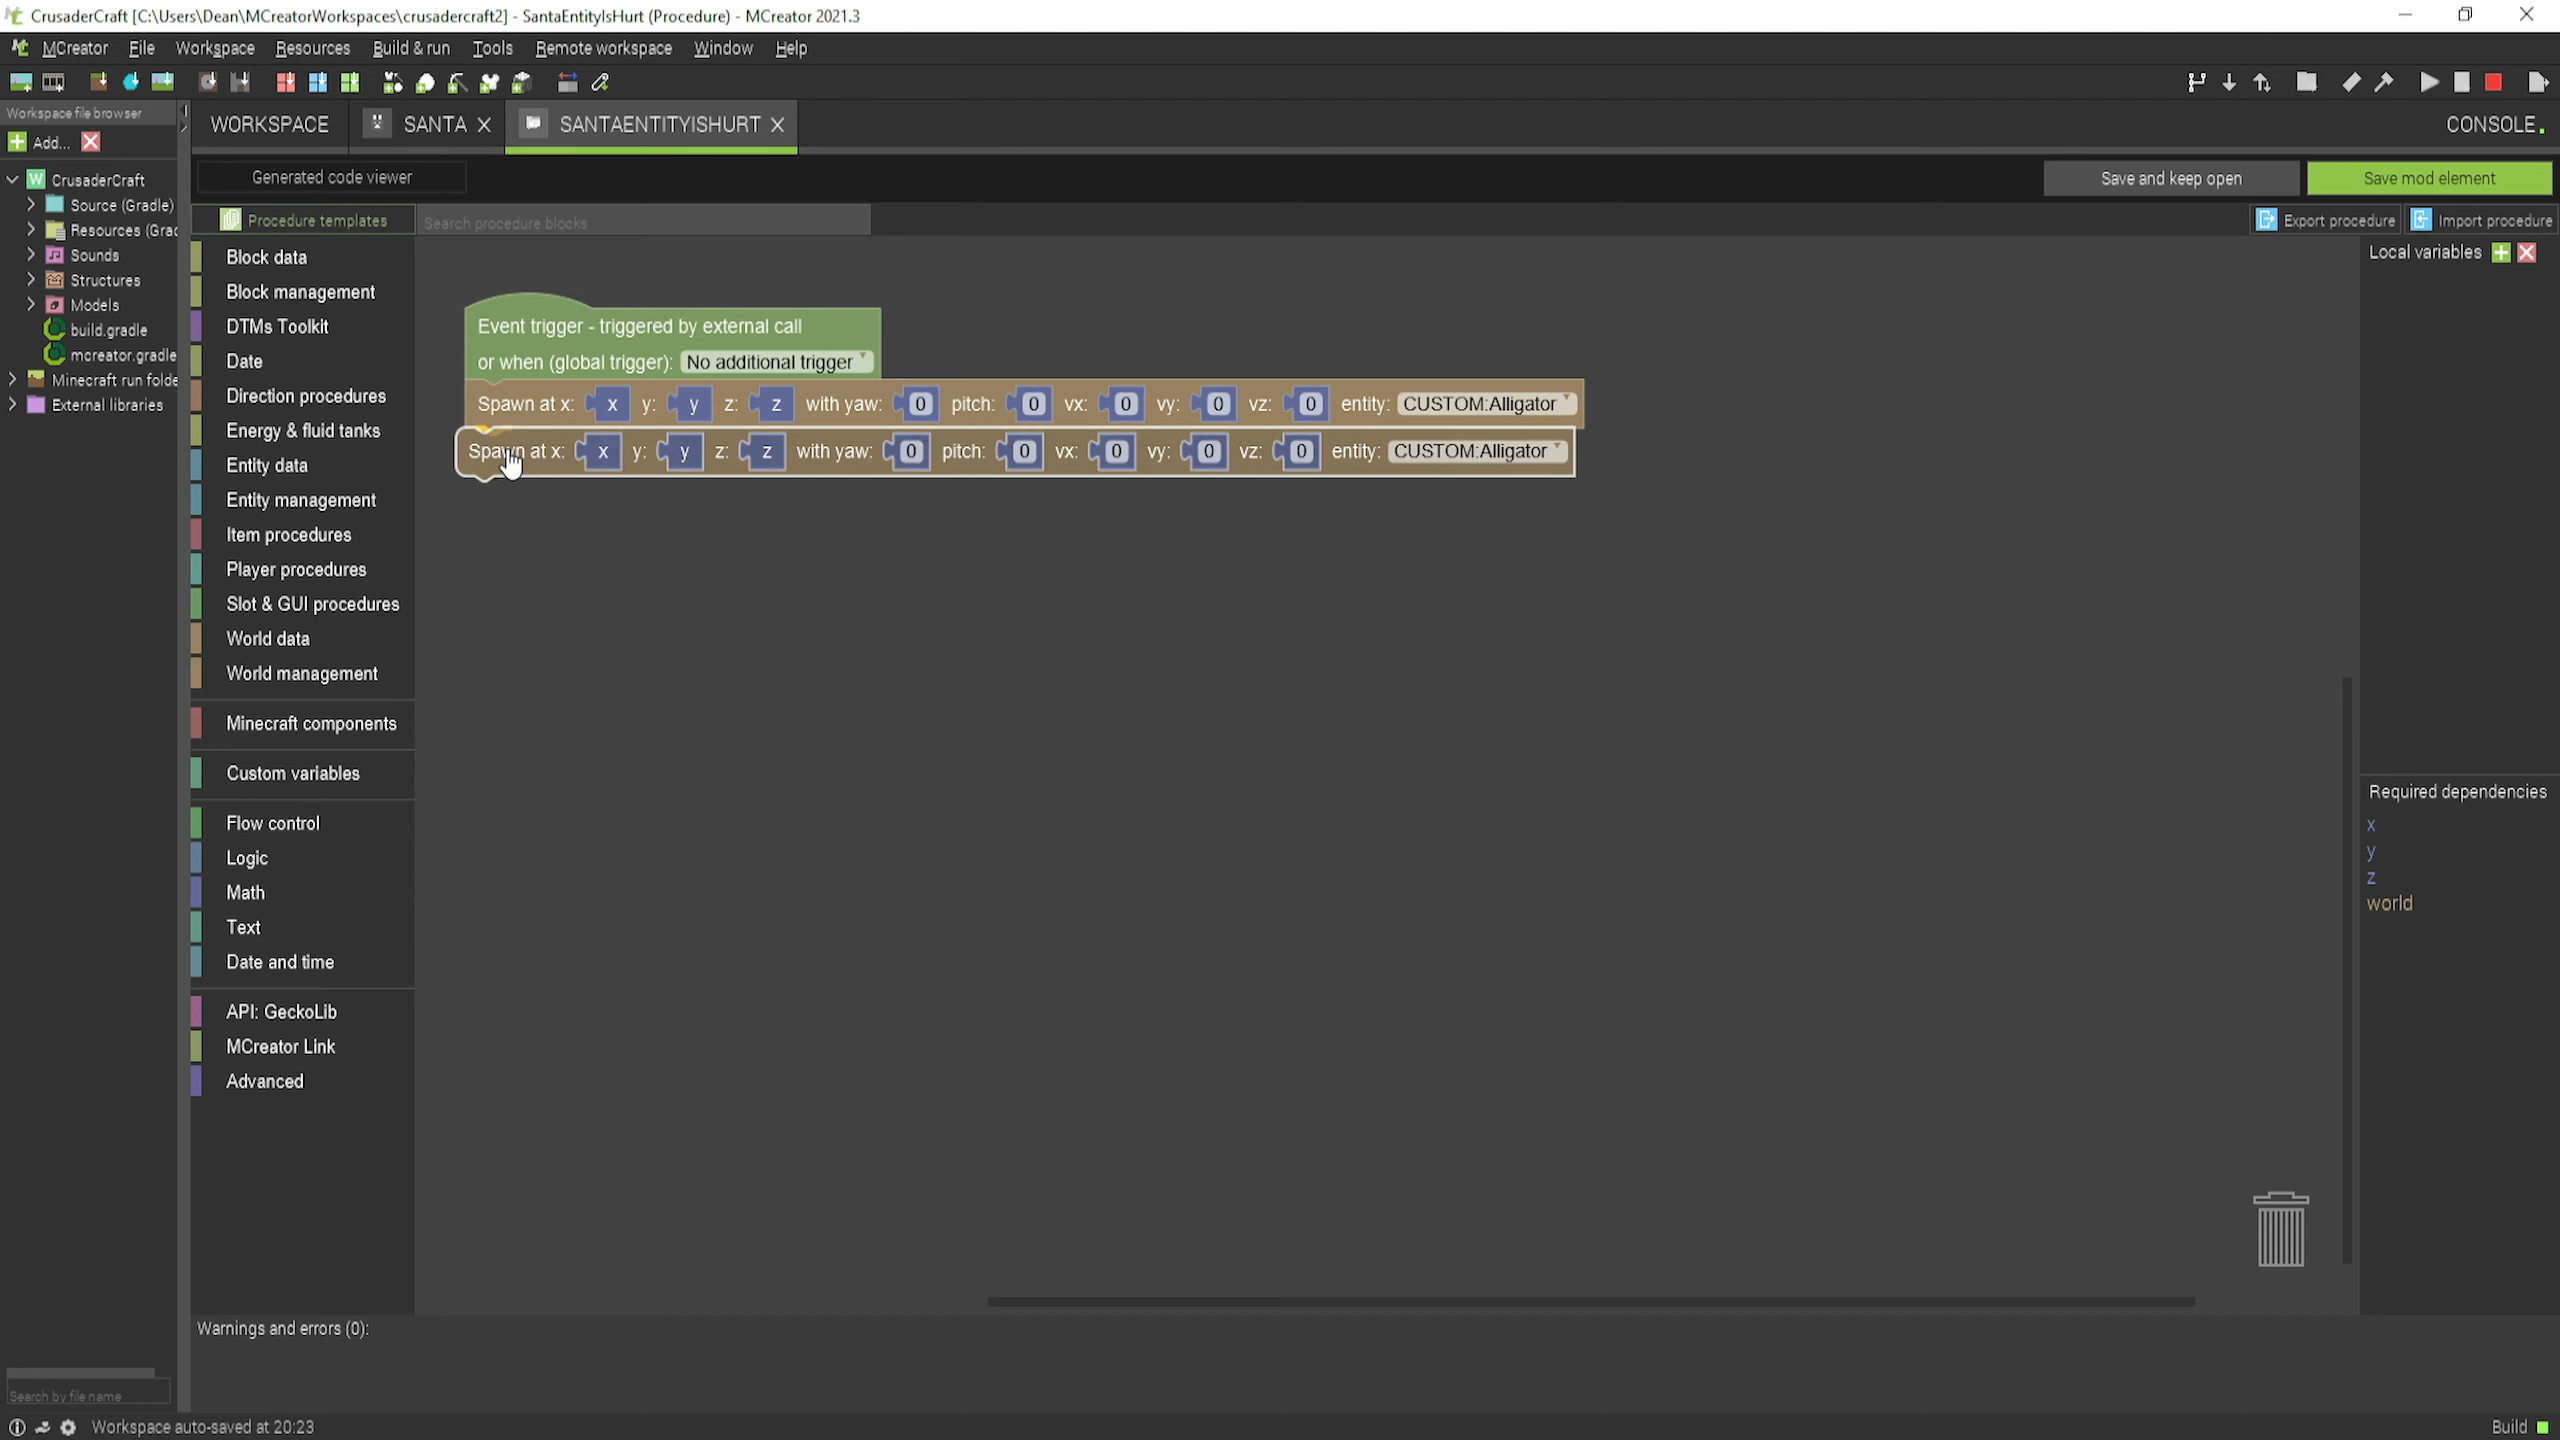 CrusaderCraft [C:\Users\Dean\MCreatorWorkspaces\crusadercraft2] - SantaEntityIsHurt (Procedure) - MCreator 2021.3
MCreator File Workspace Resources Build & run Tools Remote workspace Window Help
Workspace file browser
Add...
WORKSPACE
SANTA
SANTAENTITYISHURT
CONSOLE
Generated code viewer
Save and keep open
Save mod element
CrusaderCraft
Source (Gradle)
Resources (Grac
Sounds
Structures
Models
build.gradle
mcreator.gradle
Minecraft run folde
External libraries
Procedure templates
Search procedure blocks
Export procedure
Import procedure
Block data
Block management
DTMs Toolkit
Date
Direction procedures
Energy & fluid tanks
Entity data
Entity management
Item procedures
Player procedures
Slot & GUI procedures
World data
World management
Minecraft components
Custom variables
Flow control
Logic
Math
Text
Date and time
API: GeckoLib
MCreator Link
Advanced
Event trigger - triggered by external call
or when (global trigger): No additional trigger
Spawn at x: x y: y z: z with yaw: 0 pitch: 0 vx: 0 vy: 0 vz: 0 entity: CUSTOM:Alligator
Spawn at x: x y: y z: z with yaw: 0 pitch: 0 vx: 0 vy: 0 vz: 0 entity: CUSTOM:Alligator
Local variables
Required dependencies
x
y
z
world
Warnings and errors (0):
Search by file name
Workspace auto-saved at 20:23
Build